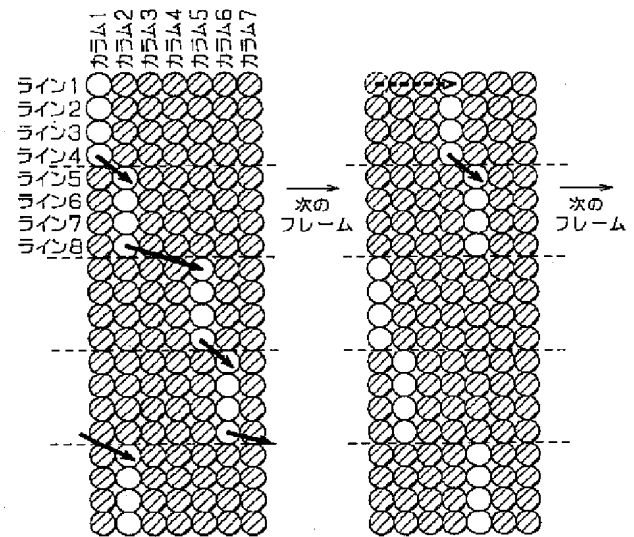 カラム1
カラム2
カラム3
カラム4
カラム5
カラム6
カラム7
ライン1
ライン2
ライン3
ライン4
ライン5
ライン6
ライン7
ライン8
次の
フレーム
次の
フレーム